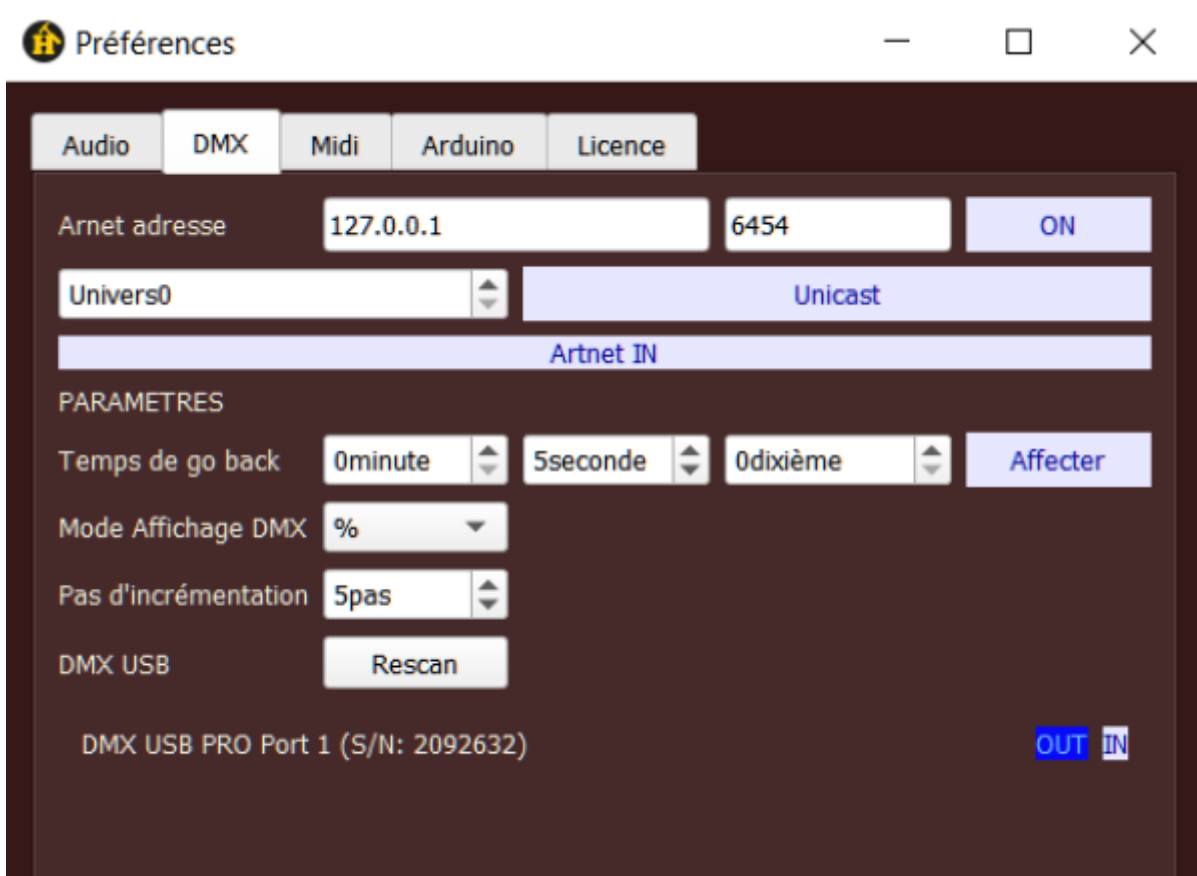 Préférences
Audio DMX Midi Arduino Licence
Arnet adresse 127.0.0.1 6454 ON
Univers0 Unicast
Artnet IN
PARAMETRES
Temps de go back 0minute 5seconde 0dixième Affecter
Mode Affichage DMX %
Pas d'incrémentation 5pas
DMX USB Rescan
DMX USB PRO Port 1 (S/N: 2092632) OUT IN